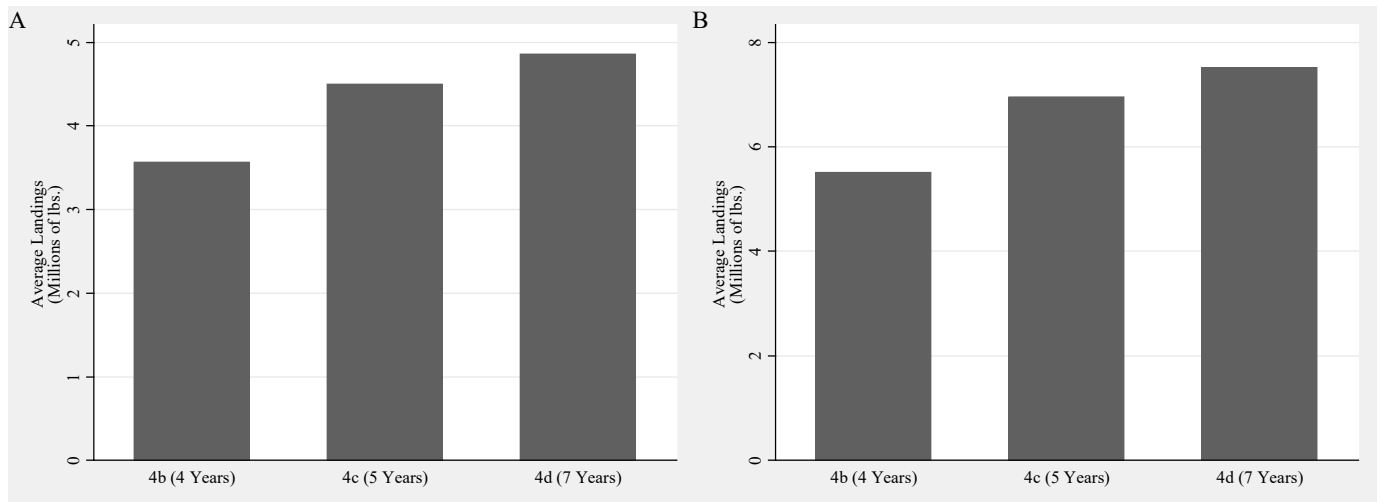 A
Average Landings
(Millions of lbs.)
5
4
3
2
1
0
4b (4 Years)
4c (5 Years)
4d (7 Years)
B
Average Landings
(Millions of lbs.)
8
6
4
2
0
4b (4 Years)
4c (5 Years)
4d (7 Years)